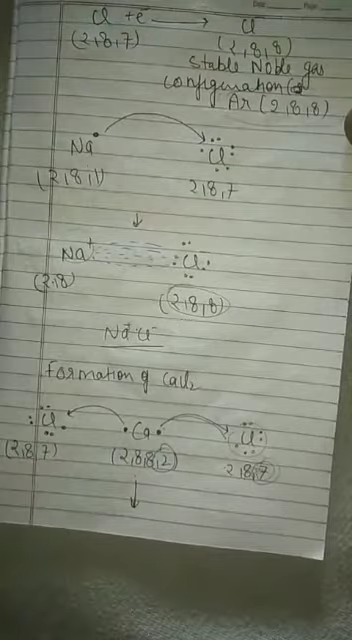 Cl + e⁻ ⟶ Cl
(2,8,7) (2,8,8)
Stable Noble gas
configuration of
Ar (2,8,8)
Na Cl
(2,8,1) 2,8,7
↓
Na⁺ Cl
(2,8) (2,8,8)
Na⁺Cl⁻
Formation of CaCl₂
Cl Ca Cl
(2,8,7) (2,8,8,2) 2,8,7
↓